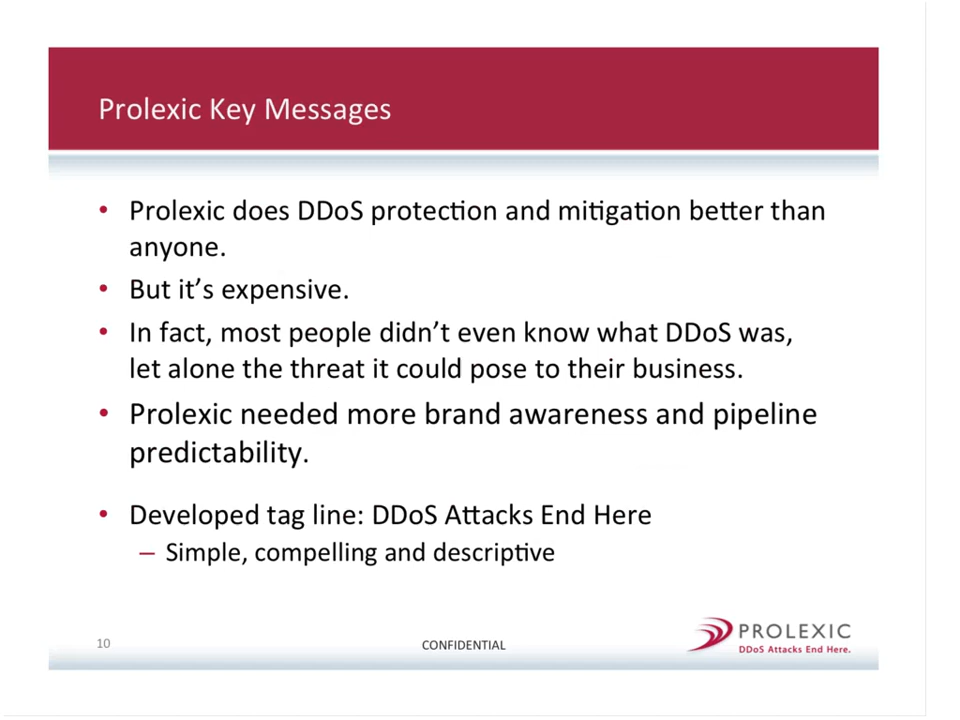 Prolexic Key Messages
• Prolexic does DDoS protection and mitigation better than
anyone.
• But it’s expensive.
• In fact, most people didn’t even know what DDoS was,
let alone the threat it could pose to their business.
• Prolexic needed more brand awareness and pipeline
predictability.
• Developed tag line: DDoS Attacks End Here
– Simple, compelling and descriptive
10
CONFIDENTIAL
PROLEXIC
DDoS Attacks End Here.